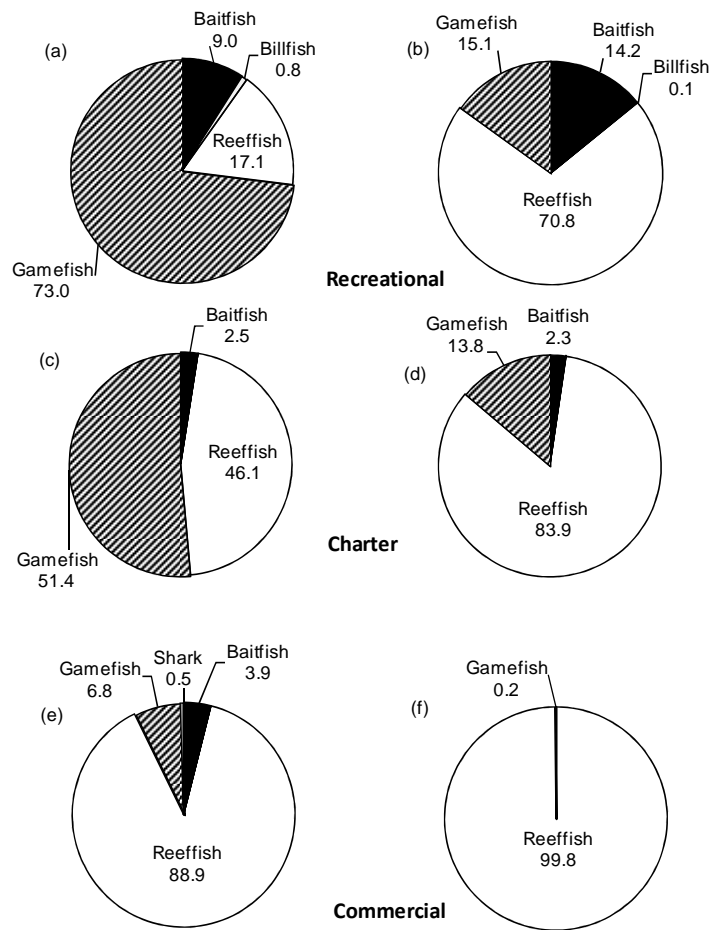 (a)
Baitfish
9.0
Billfish
0.8
Reeffish
17.1
Gamefish
73.0
(b)
Gamefish
15.1
Baitfish
14.2
Billfish
0.1
Reeffish
70.8
Recreational
(c)
Baitfish
2.5
Reeffish
46.1
Gamefish
51.4
(d)
Gamefish
13.8
Baitfish
2.3
Reeffish
83.9
Charter
(e)
Gamefish
6.8
Shark
0.5
Baitfish
3.9
Reeffish
88.9
(f)
Gamefish
0.2
Reeffish
99.8
Commercial